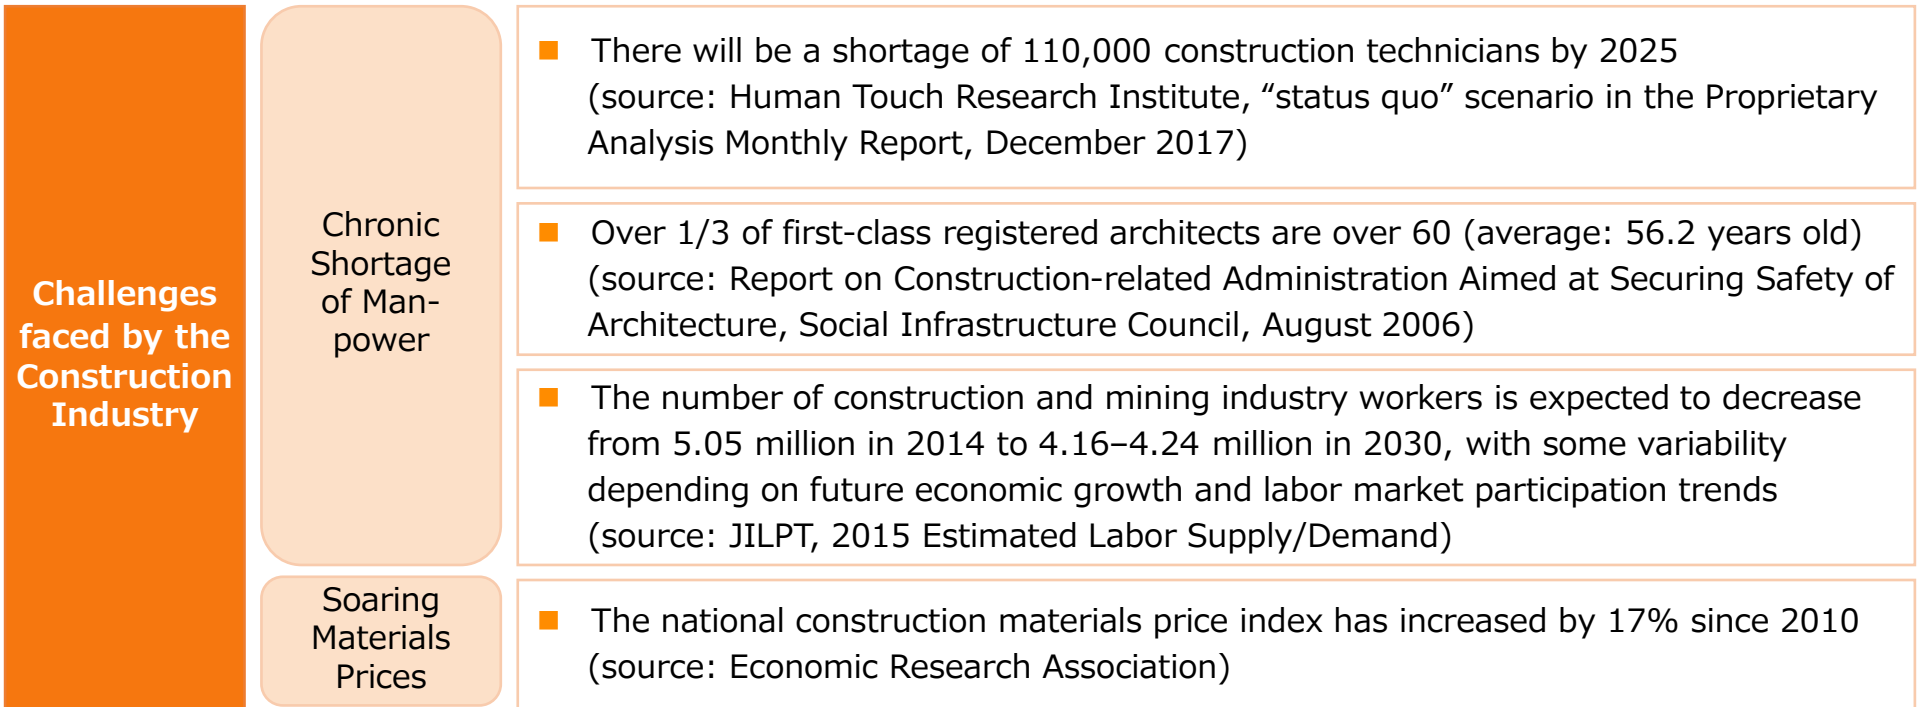 Challenges
faced by the
Construction
Industry
Chronic
Shortage
of Man-
power
■ There will be a shortage of 110,000 construction technicians by 2025
(source: Human Touch Research Institute, “status quo” scenario in the Proprietary
Analysis Monthly Report, December 2017)
■ Over 1/3 of first-class registered architects are over 60 (average: 56.2 years old)
(source: Report on Construction-related Administration Aimed at Securing Safety of
Architecture, Social Infrastructure Council, August 2006)
■ The number of construction and mining industry workers is expected to decrease
from 5.05 million in 2014 to 4.16–4.24 million in 2030, with some variability
depending on future economic growth and labor market participation trends
(source: JILPT, 2015 Estimated Labor Supply/Demand)
Soaring
Materials
Prices
■ The national construction materials price index has increased by 17% since 2010
(source: Economic Research Association)